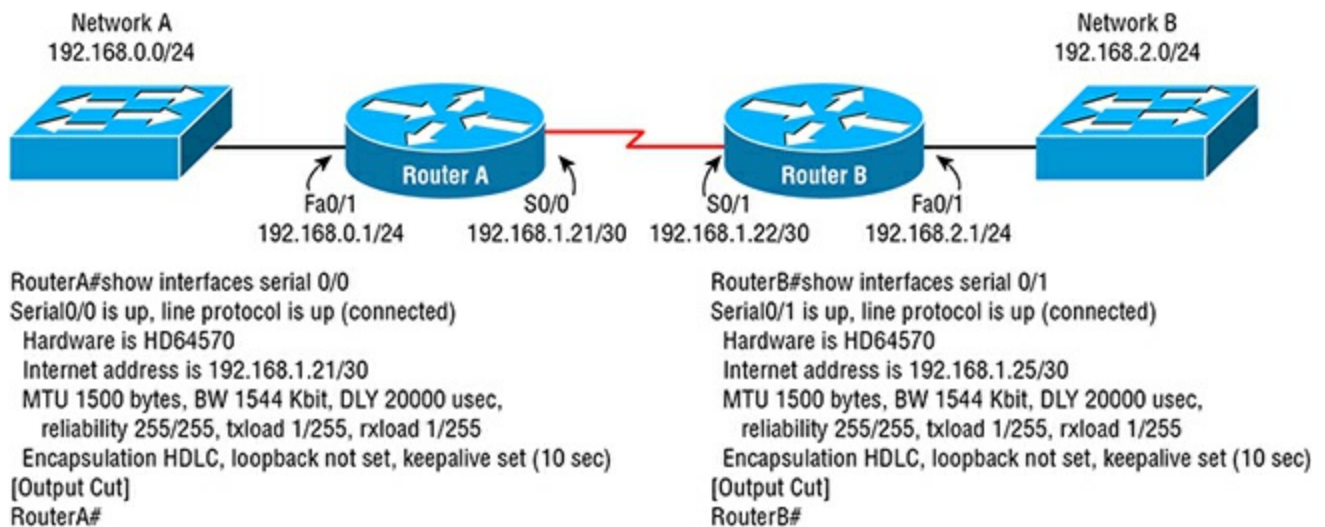 Network A
192.168.0.0/24
Network B
192.168.2.0/24
Router A
Router B
Fa0/1
192.168.0.1/24
S0/0
192.168.1.21/30
S0/1
192.168.1.22/30
Fa0/1
192.168.2.1/24
RouterA#show interfaces serial 0/0
Serial0/0 is up, line protocol is up (connected)
Hardware is HD64570
Internet address is 192.168.1.21/30
MTU 1500 bytes, BW 1544 Kbit, DLY 20000 usec,
reliability 255/255, txload 1/255, rxload 1/255
Encapsulation HDLC, loopback not set, keepalive set (10 sec)
[Output Cut]
RouterA#
RouterB#show interfaces serial 0/1
Serial0/1 is up, line protocol is up (connected)
Hardware is HD64570
Internet address is 192.168.1.25/30
MTU 1500 bytes, BW 1544 Kbit, DLY 20000 usec,
reliability 255/255, txload 1/255, rxload 1/255
Encapsulation HDLC, loopback not set, keepalive set (10 sec)
[Output Cut]
RouterB#